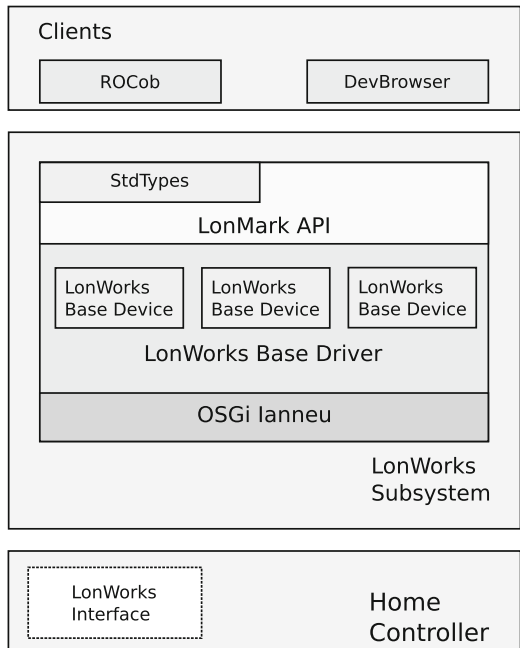 Clients
ROCob
DevBrowser
StdTypes
LonMark API
LonWorks
Base Device
LonWorks
Base Device
LonWorks
Base Device
LonWorks Base Driver
OSGi Ianneu
LonWorks
Subsystem
LonWorks
Interface
Home
Controller